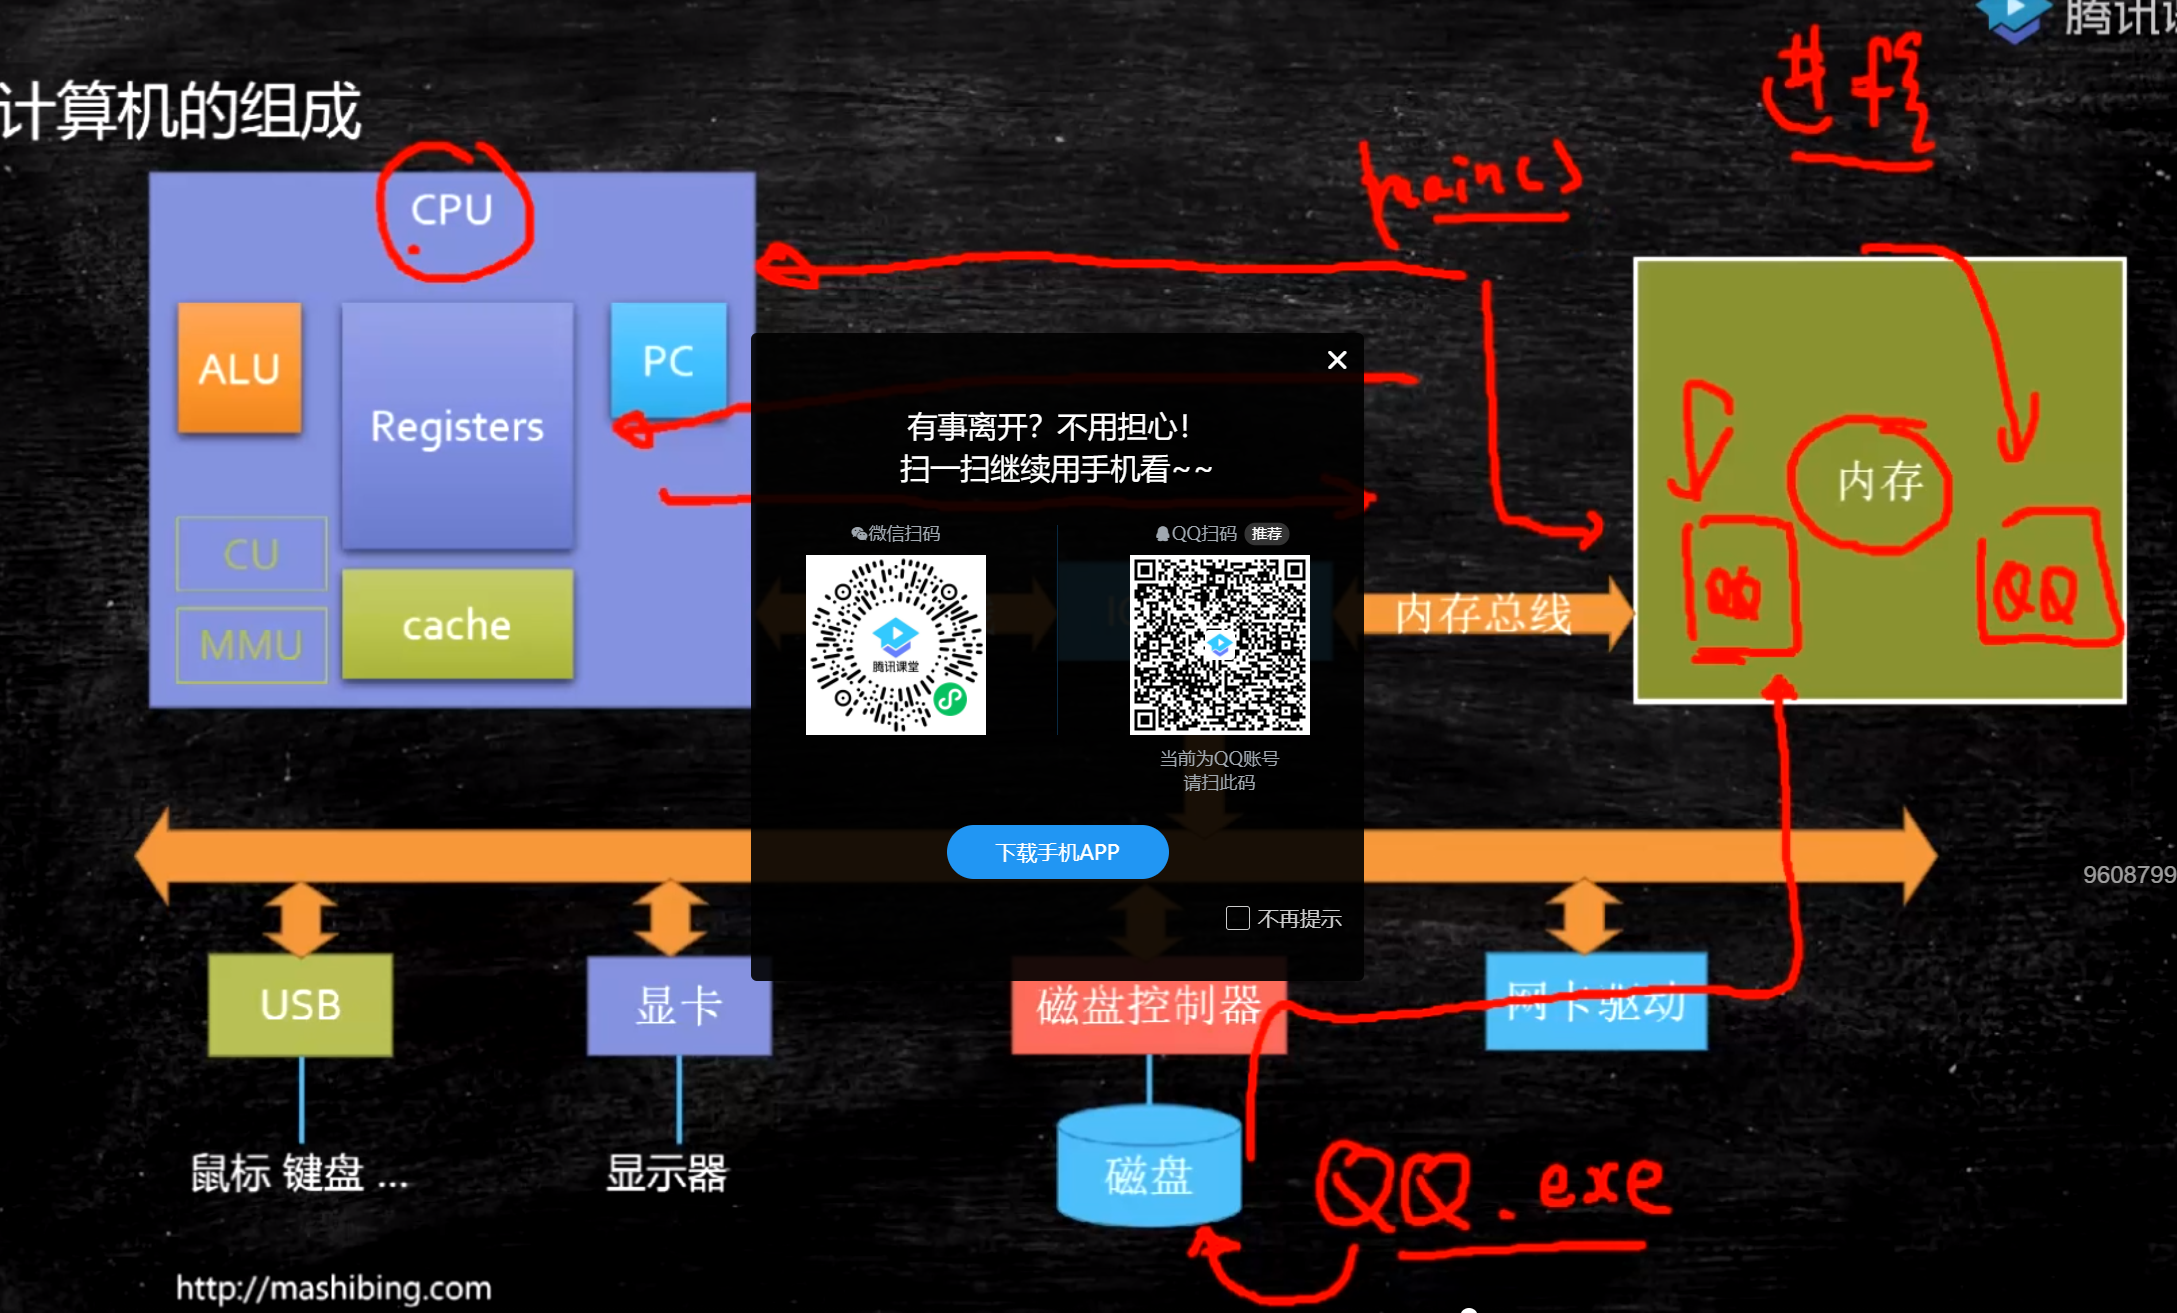 腾讯课
进程
计算机的组成
main()
CPU
ALU
Registers
PC
CU
MMU
cache
有事离开？不用担心！
扫一扫继续用手机看~~
微信扫码
QQ扫码 推荐
腾讯课堂
当前为QQ账号
请扫此码
下载手机APP
不再提示
内存总线
内存
QQ
QQ
9608799
USB
显卡
磁盘控制器
网卡驱动
鼠标 键盘 ...
显示器
磁盘
QQ.exe
http://mashibing.com